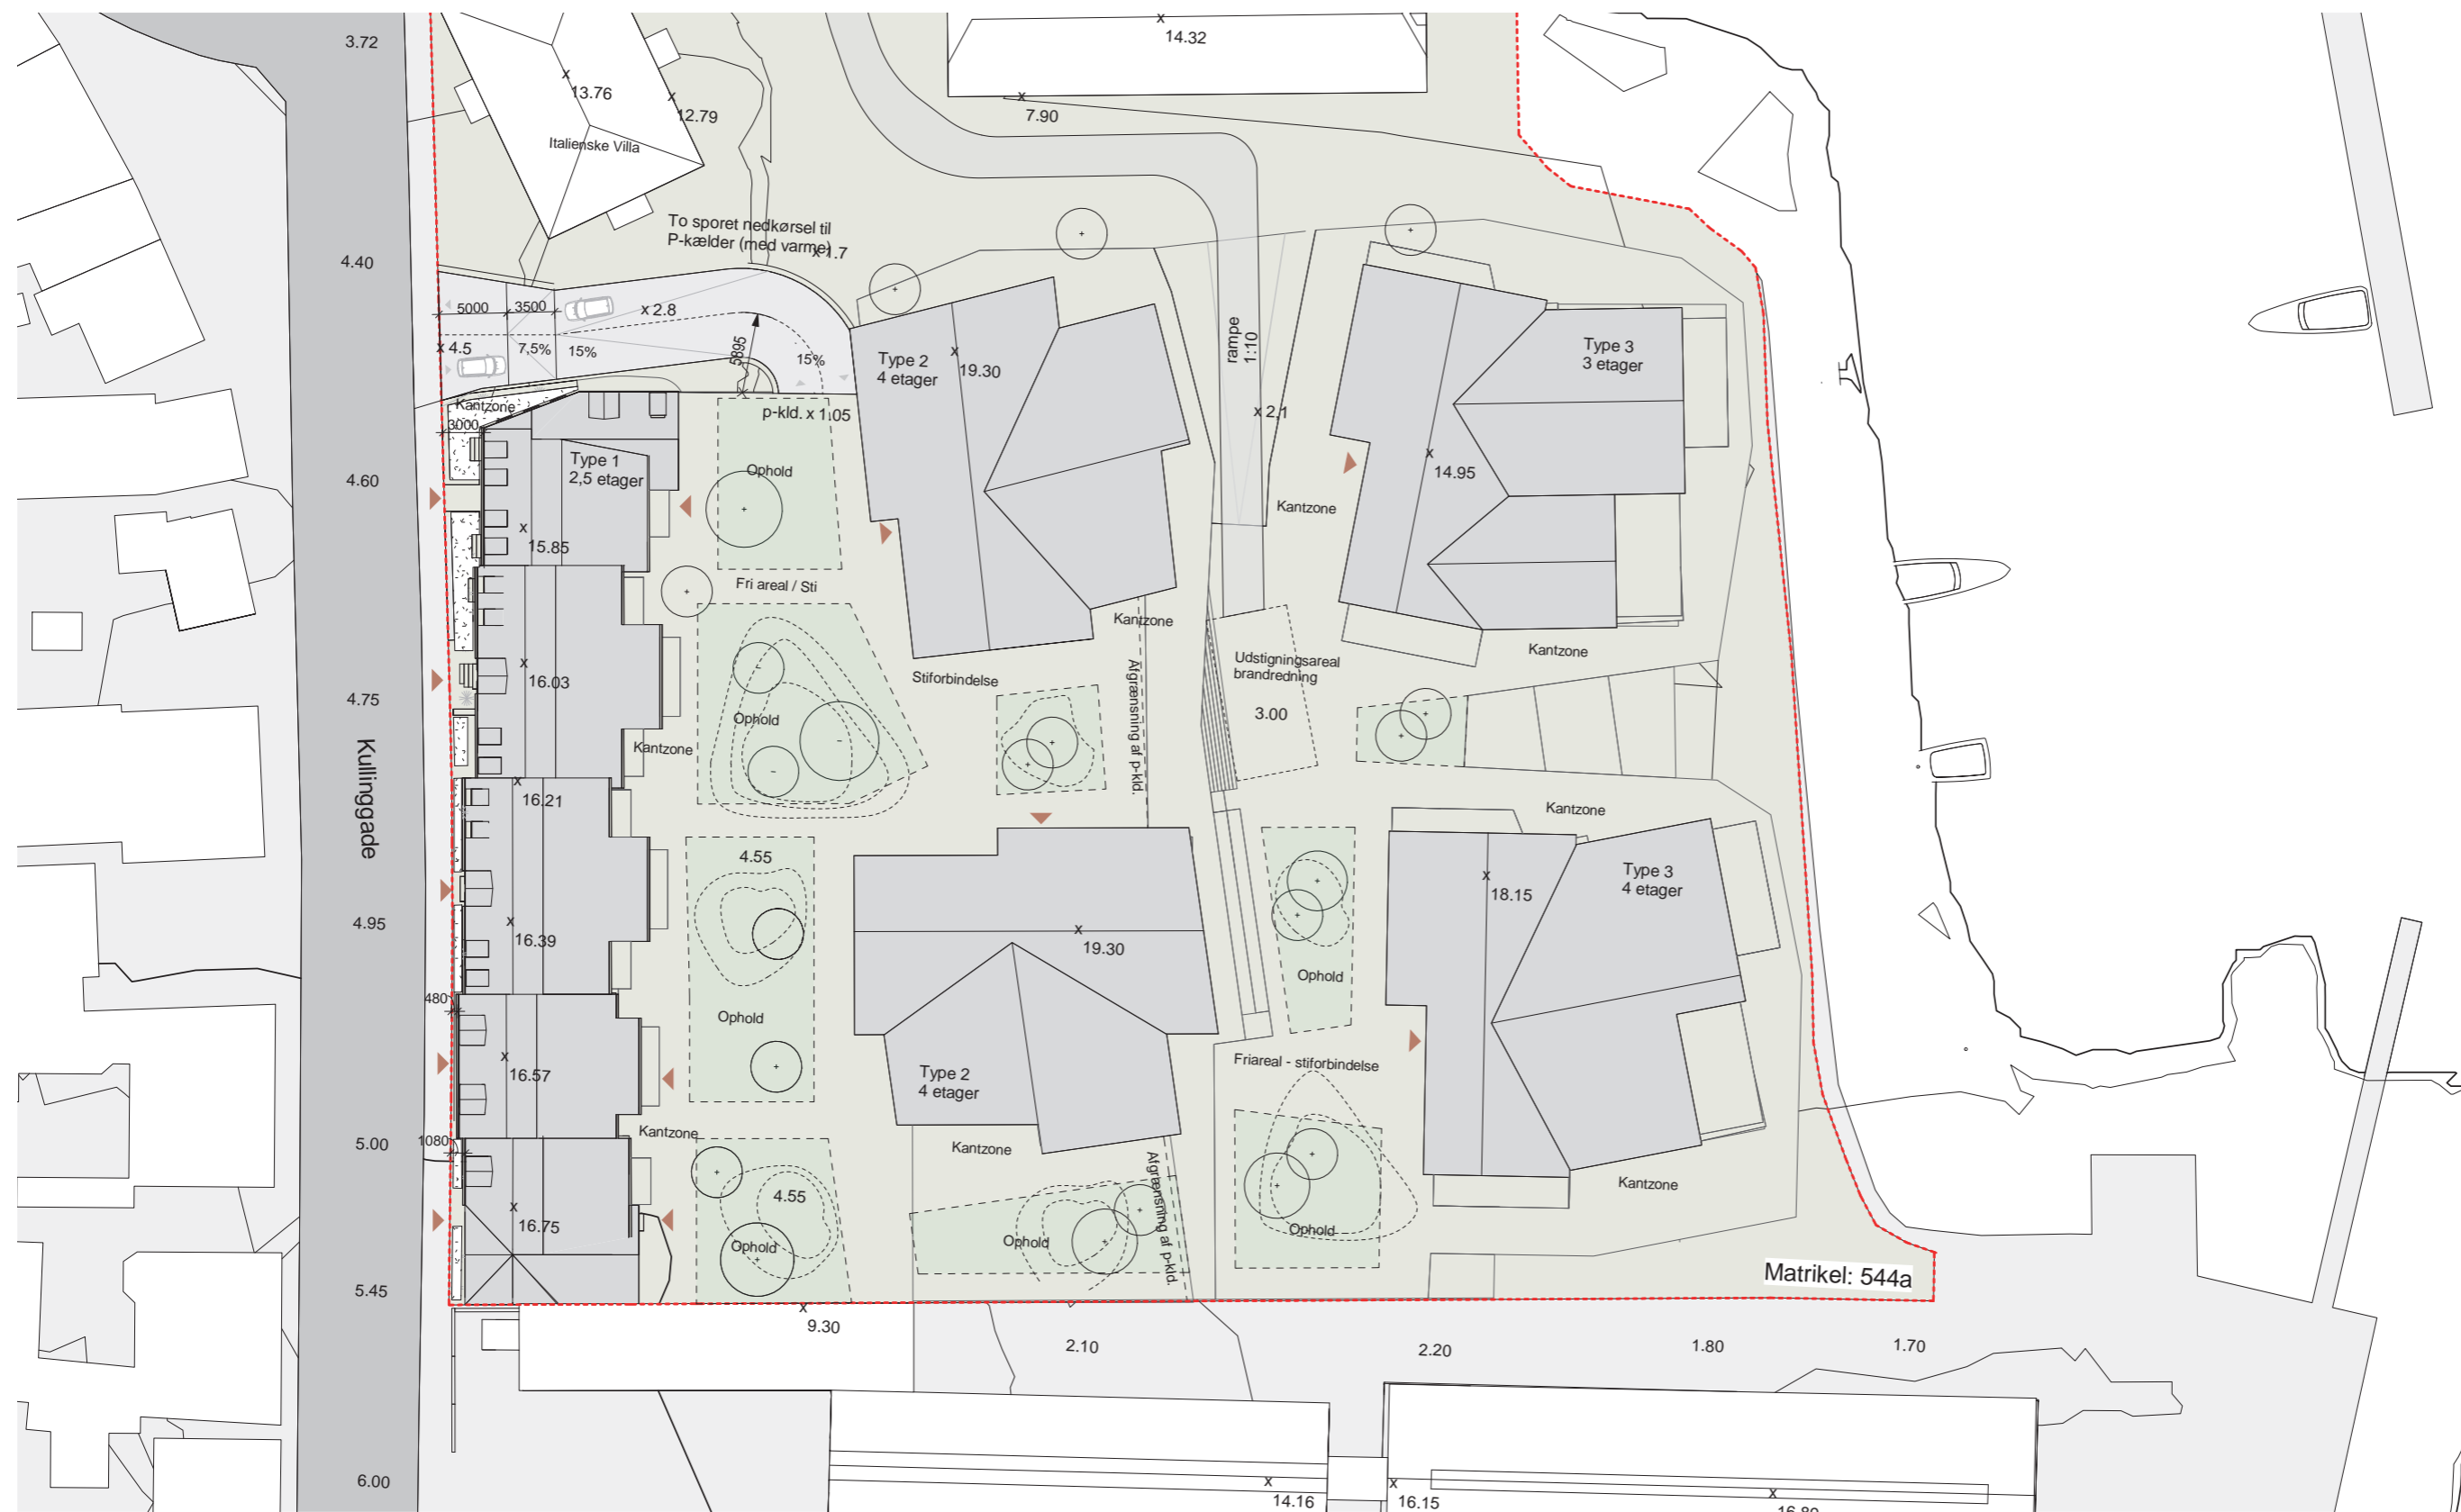 3.72
14.32
13.76
12.79
7.90
Italienske Villa
To sporet nedkørsel til
P-kælder (med varme)
x 1.7
4.40
5000
3500
x 2.8
x 4.5
7,5%
15%
5895
15%
Type 2
4 etager
19.30
rampe
1:10
Type 3
3 etager
Kantzone
3000
p-kld. x 1.05
x 2,1
4.60
Type 1
2,5 etager
Ophold
14.95
Kantzone
15.85
Fri areal / Sti
Kantzone
Kantzone
Udstigningsareal
brandredning
16.03
Stiforbindelse
Afgrænsning af p-kld.
4.75
Ophold
3.00
Kullinggade
Kantzone
16.21
Kantzone
4.55
Type 3
4 etager
18.15
4.95
16.39
19.30
Ophold
480
Ophold
Friareal - stiforbindelse
16.57
Type 2
4 etager
5.00
1080
Kantzone
Kantzone
Afgrænsning af p-kld.
Kantzone
4.55
16.75
Ophold
Ophold
Ophold
Matrikel: 544a
5.45
9.30
2.10
2.20
1.80
1.70
6.00
14.16
16.15
16.80